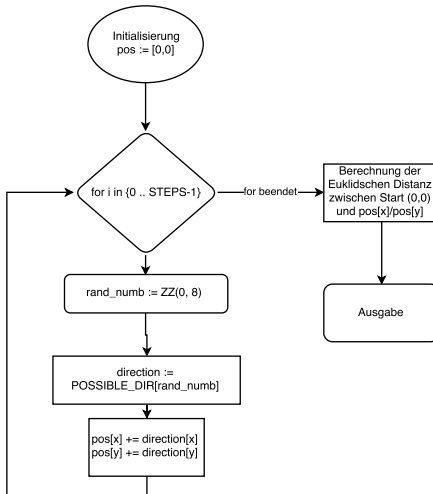 Initialisierung
pos := [0,0]
for i in {0 .. STEPS-1}
for beendet
Berechnung der
Euklidschen Distanz
zwischen Start (0,0)
und pos[x]/pos[y]
rand_numb := ZZ(0, 8)
Ausgabe
direction :=
POSSIBLE_DIR[rand_numb]
pos[x] += direction[x]
pos[y] += direction[y]